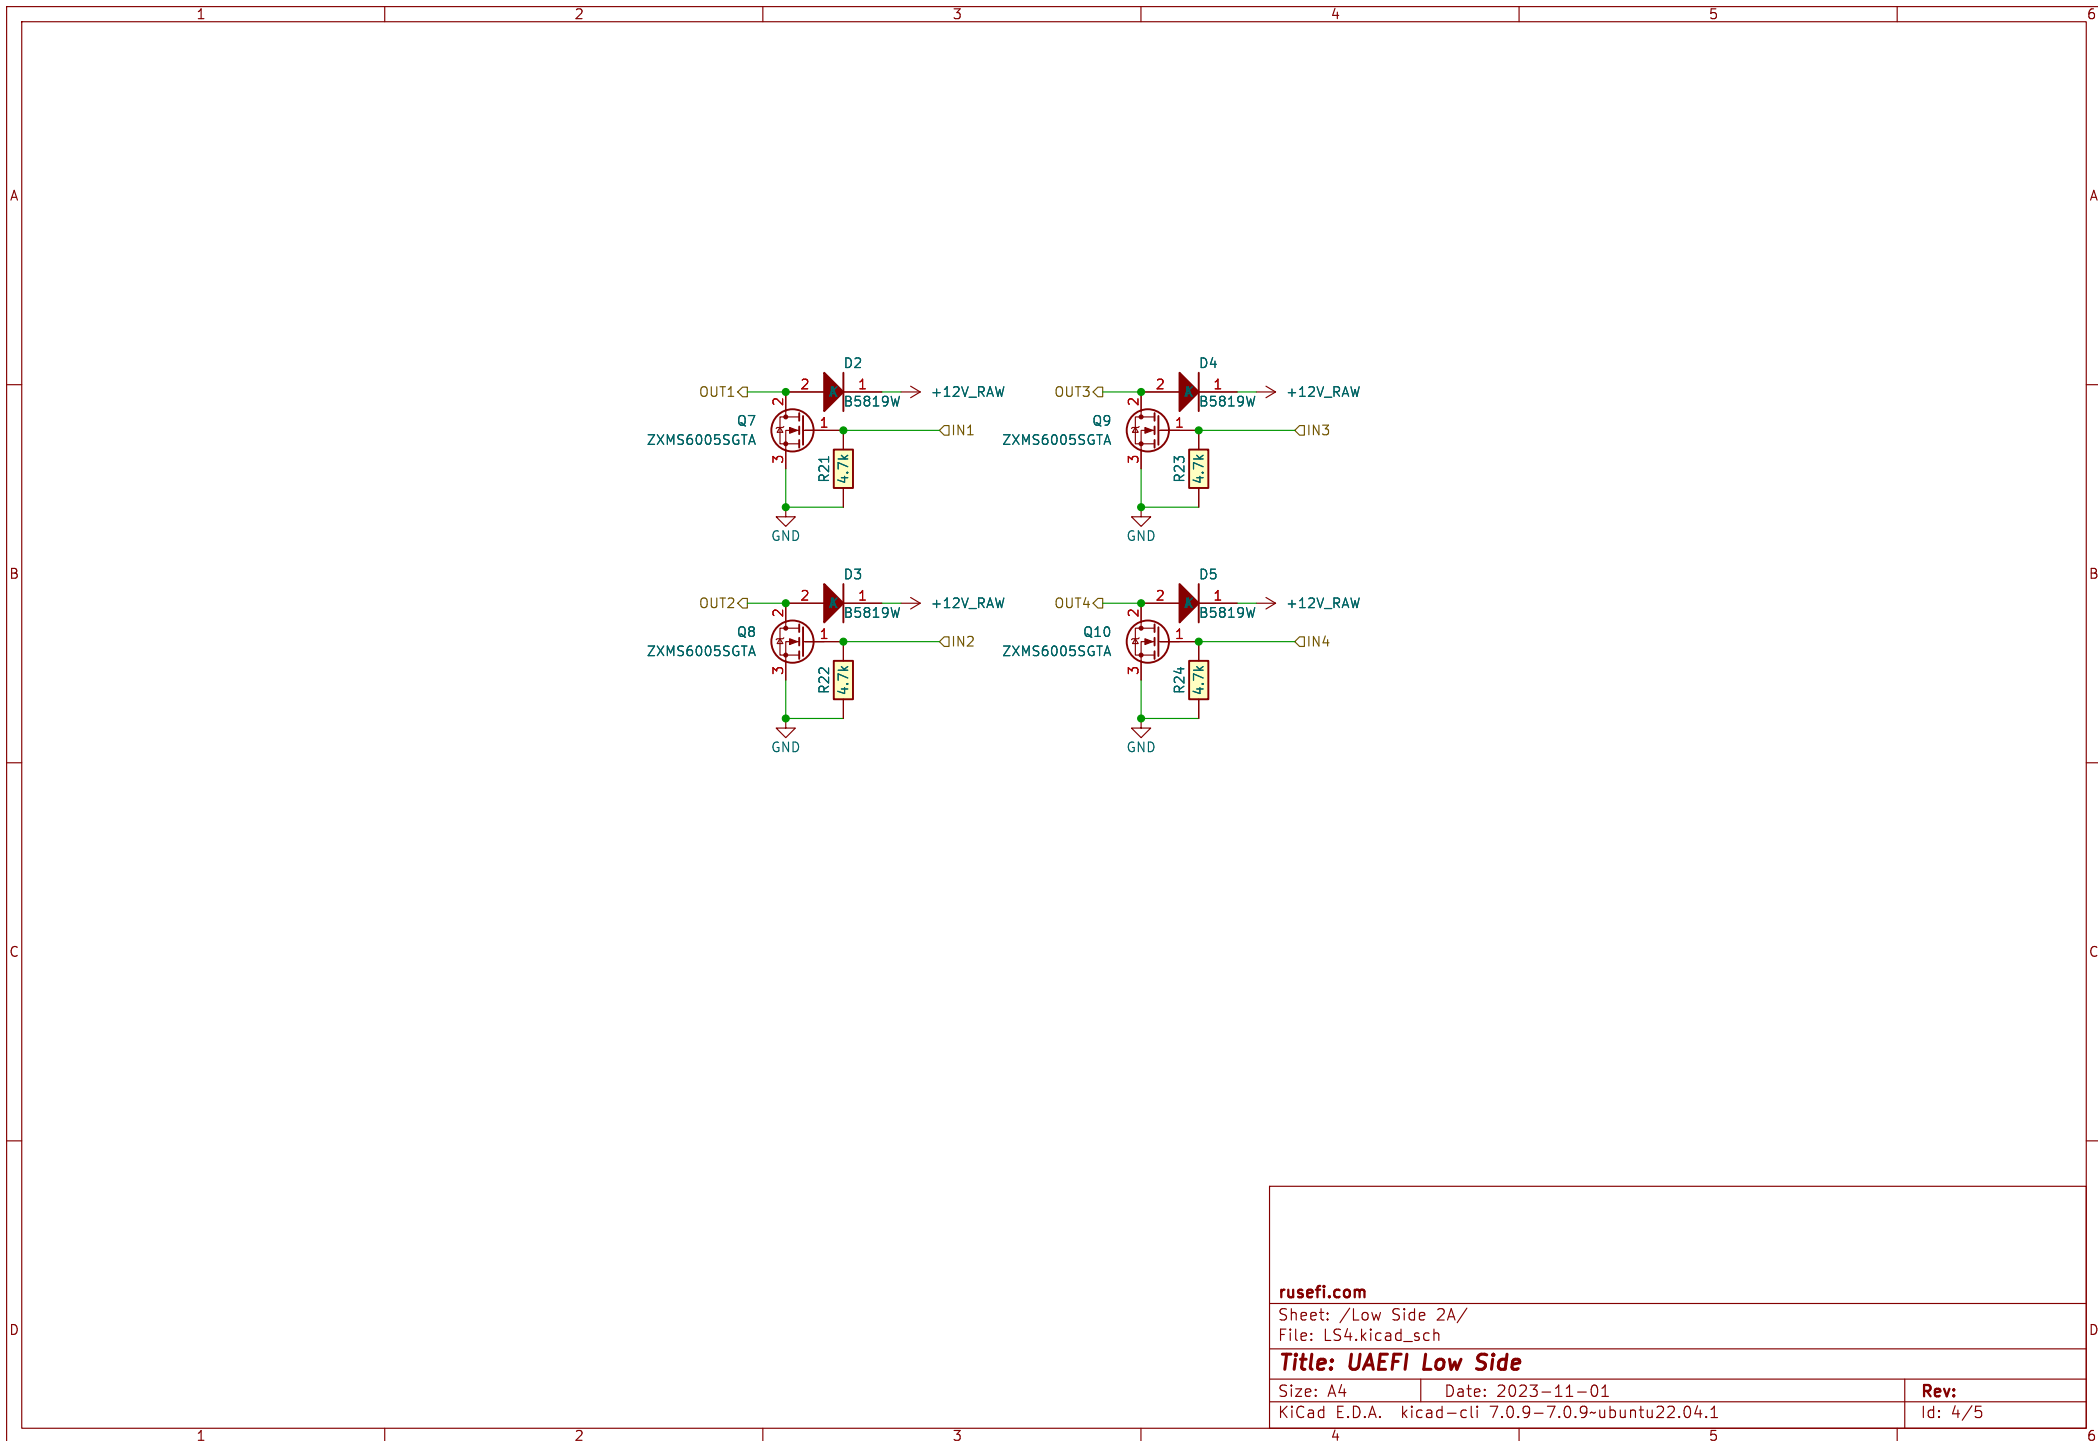 1 2 3 4 5 6
A A
D2 D4
OUT1 2 K 1 +12V_RAW OUT3 2 K 1 +12V_RAW
B5819W B5819W
2 2
Q7 1 IN1 Q9 1 IN3
ZXMS6005SGTA ZXMS6005SGTA
3 R21 4.7k 3 R23 4.7k
GND GND
B B
D3 D5
OUT2 2 K 1 +12V_RAW OUT4 2 K 1 +12V_RAW
B5819W B5819W
2 2
Q8 1 IN2 Q10 1 IN4
ZXMS6005SGTA ZXMS6005SGTA
3 R22 4.7k 3 R24 4.7k
GND GND
C C
rusefi.com
Sheet: /Low Side 2A/
D D
File: LS4.kicad_sch
Title: UAEFI Low Side
Size: A4 Date: 2023-11-01 Rev:
KiCad E.D.A. kicad-cli 7.0.9-7.0.9~ubuntu22.04.1 Id: 4/5
1 2 3 4 5 6